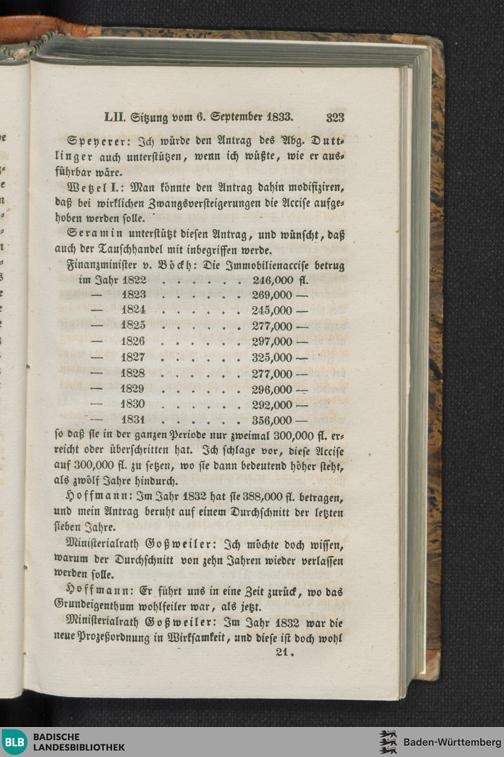 LII. Sitzung vom 6. September 1833. 323
Speyerer: Ich würde den Antrag des Abg. Dutt-
linger auch unterstützen, wenn ich wüßte, wie er aus-
führbar wäre.
Wetzel I.: Man könnte den Antrag dahin modifiziren,
daß bei wirklichen Zwangsversteigerungen die Accise aufge-
hoben werden solle.
Seramin unterstützt diesen Antrag, und wünscht, daß
auch der Tauschhandel mit inbegriffen werde.
Finanzminister v. Böckh: Die Immobilienaccise betrug
im Jahr 1822 . . . . . . 246,000 fl.
— 1823 . . . . . . 269,000 —
— 1824 . . . . . . 245,000 —
— 1825 . . . . . . 277,000 —
— 1826 . . . . . . 297,000 —
— 1827 . . . . . . 325,000 —
— 1828 . . . . . . 277,000 —
— 1829 . . . . . . 296,000 —
— 1830 . . . . . . 292,000 —
— 1831 . . . . . . 356,000 —
so daß sie in der ganzen Periode nur zweimal 300,000 fl. er-
reicht oder überschritten hat. Ich schlage vor, diese Accise
auf 300,000 fl. zu setzen, wo sie dann bedeutend höher steht,
als zwölf Jahre hindurch.
Hoffmann: Im Jahr 1832 hat sie 388,000 fl. betragen,
und mein Antrag beruht auf einem Durchschnitt der letzten
sieben Jahre.
Ministerialrath Goßweiler: Ich möchte doch wissen,
warum der Durchschnitt von zehn Jahren wieder verlassen
werden solle.
Hoffmann: Er führt uns in eine Zeit zurück, wo das
Grundeigenthum wohlfeiler war, als jetzt.
Ministerialrath Goßweiler: Im Jahr 1832 war die
neue Prozeßordnung in Wirksamkeit, und diese ist doch wohl
21.
BLB BADISCHE
LANDESBIBLIOTHEK
Baden-Württemberg